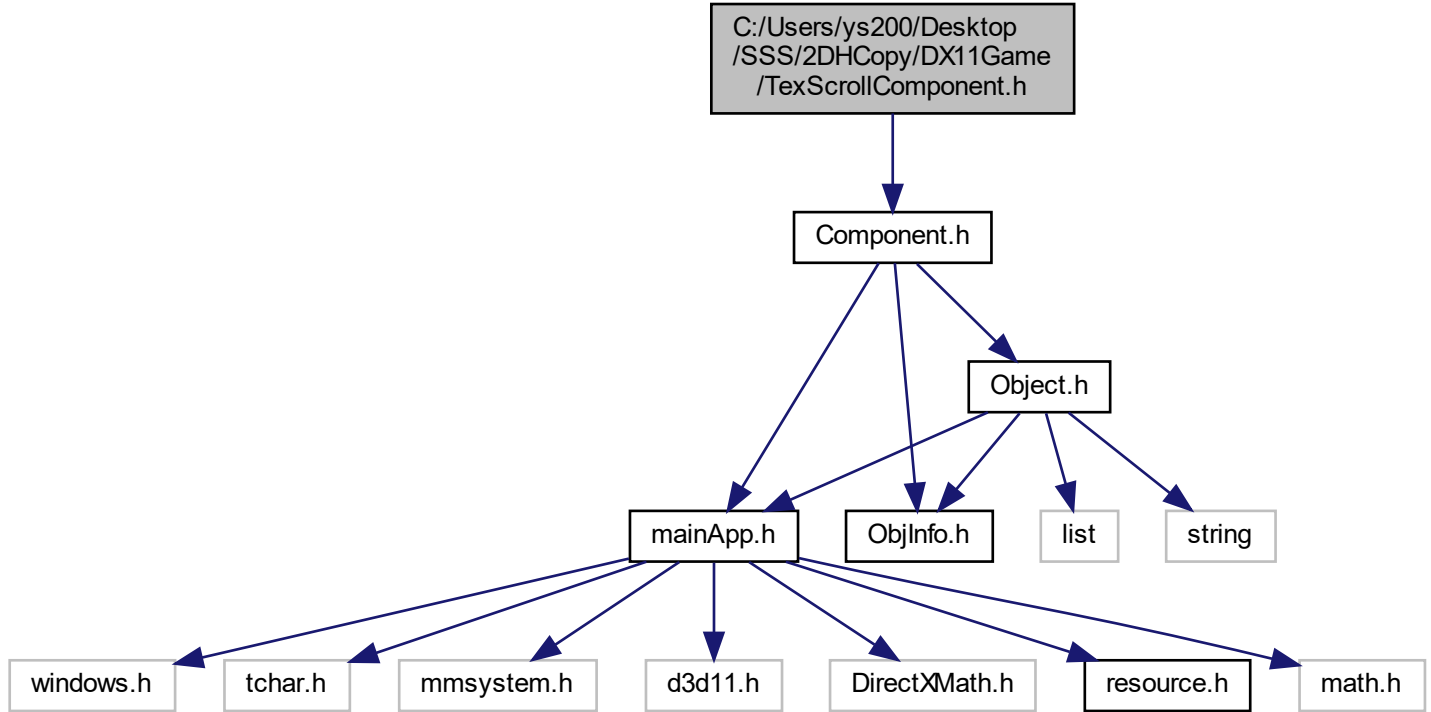 C:/Users/ys200/Desktop
/SSS/2DHCopy/DX11Game
/TexScrollComponent.h
Component.h
Object.h
mainApp.h
ObjInfo.h
list
string
windows.h
tchar.h
mmsystem.h
d3d11.h
DirectXMath.h
resource.h
math.h